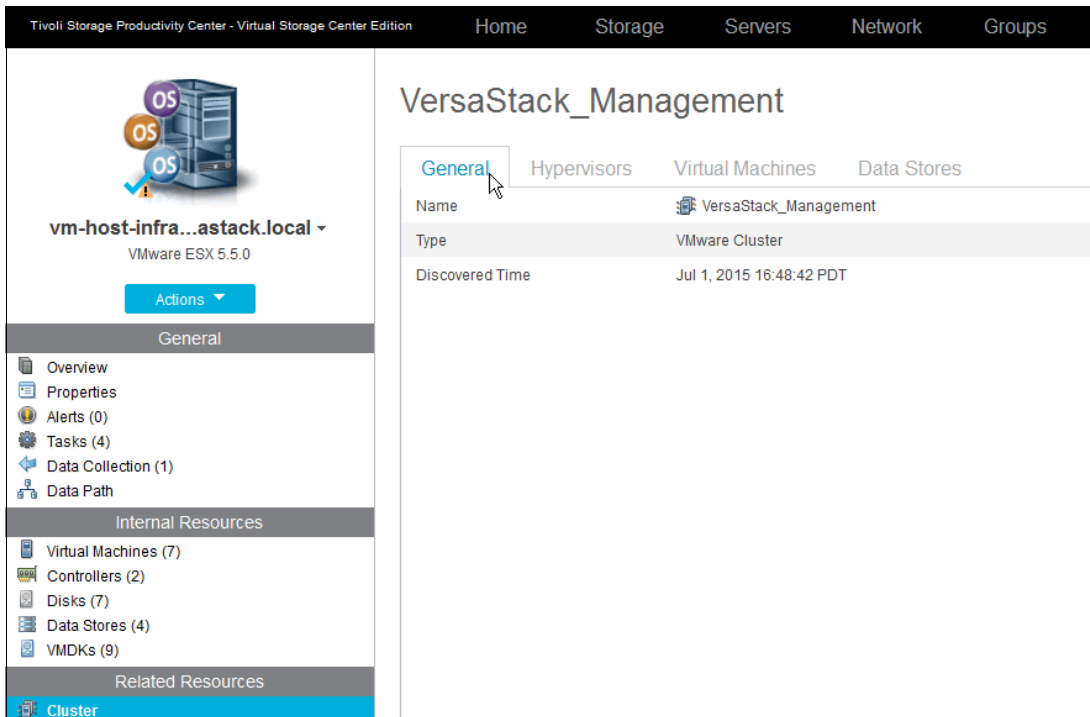 Tivoli Storage Productivity Center - Virtual Storage Center Edition Home Storage Servers Network Groups
OS
OS
OS
vm-host-infra...astack.local
VMware ESX 5.5.0
Actions
General
Overview
Properties
Alerts (0)
Tasks (4)
Data Collection (1)
Data Path
Internal Resources
Virtual Machines (7)
Controllers (2)
Disks (7)
Data Stores (4)
VMDKs (9)
Related Resources
Cluster
VersaStack_Management
General Hypervisors Virtual Machines Data Stores
Name VersaStack_Management
Type VMware Cluster
Discovered Time Jul 1, 2015 16:48:42 PDT